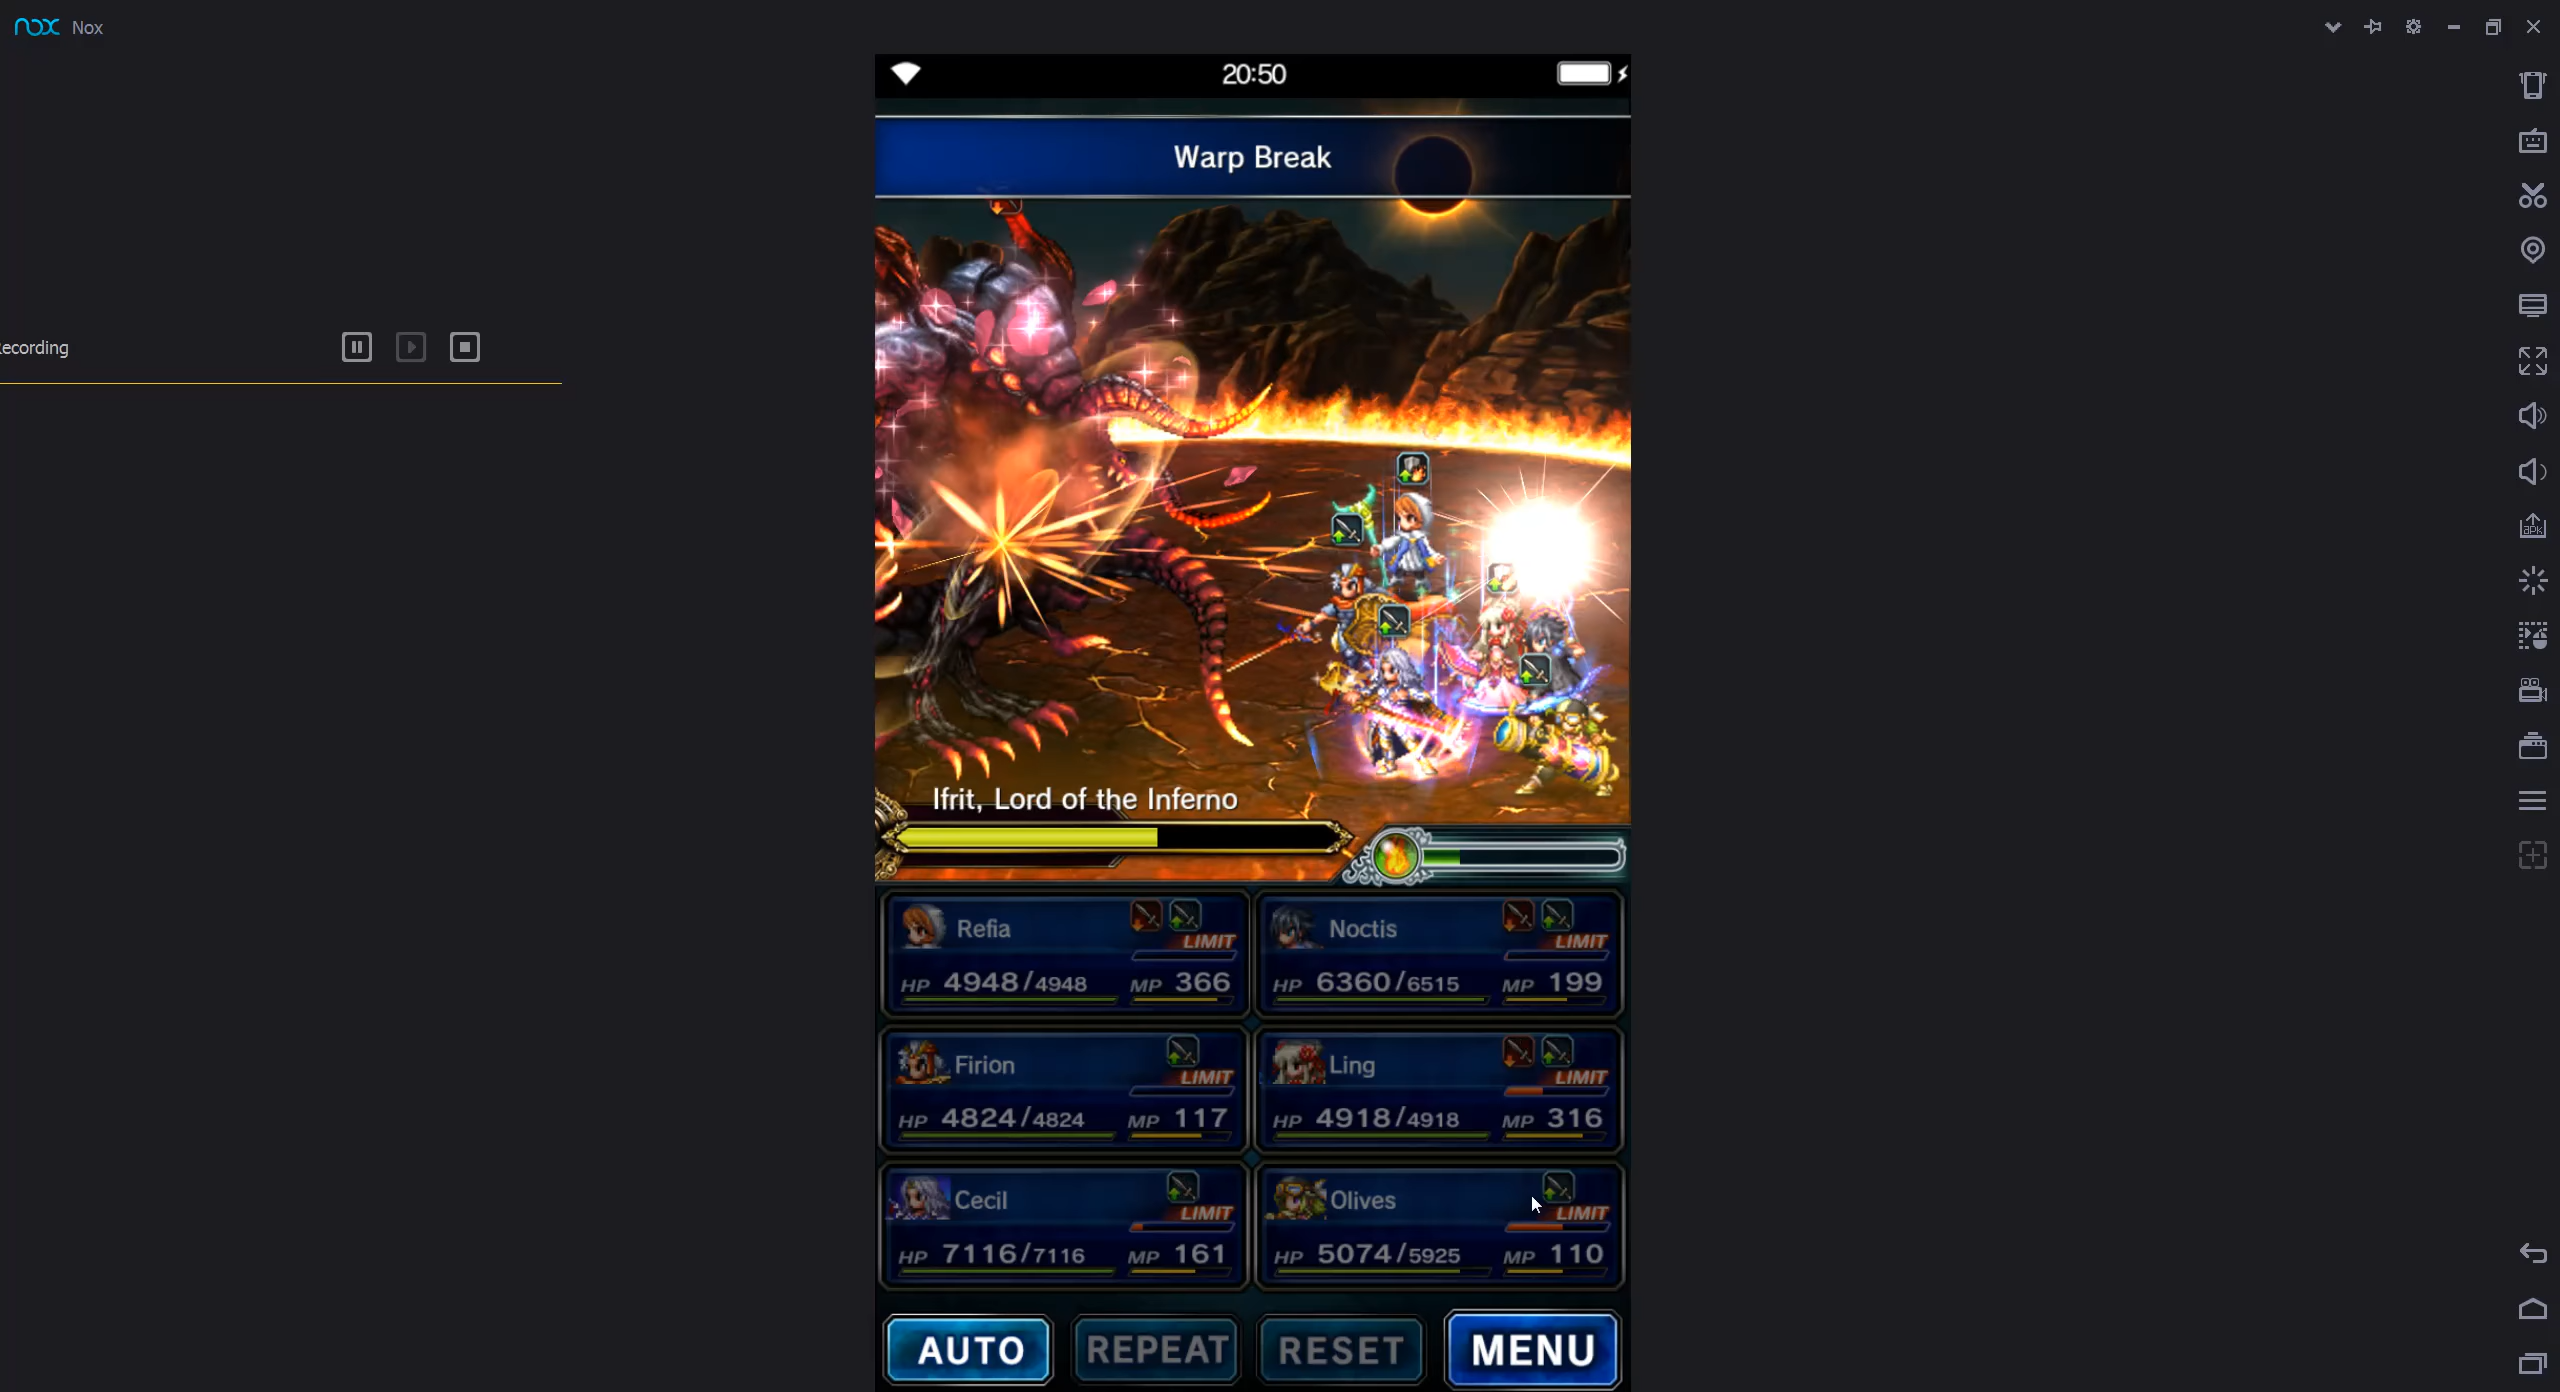 nox Nox
20:50
Warp Break
ecording
Ifrit, Lord of the Inferno
Refia
LIMIT
HP 4948/4948 MP 366
Noctis
LIMIT
HP 6360/6515 MP 199
Firion
LIMIT
HP 4824/4824 MP 117
Ling
LIMIT
HP 4918/4918 MP 316
Cecil
LIMIT
HP 7116/7116 MP 161
Olives
LIMIT
HP 5074/5925 MP 110
AUTO REPEAT RESET MENU
APK